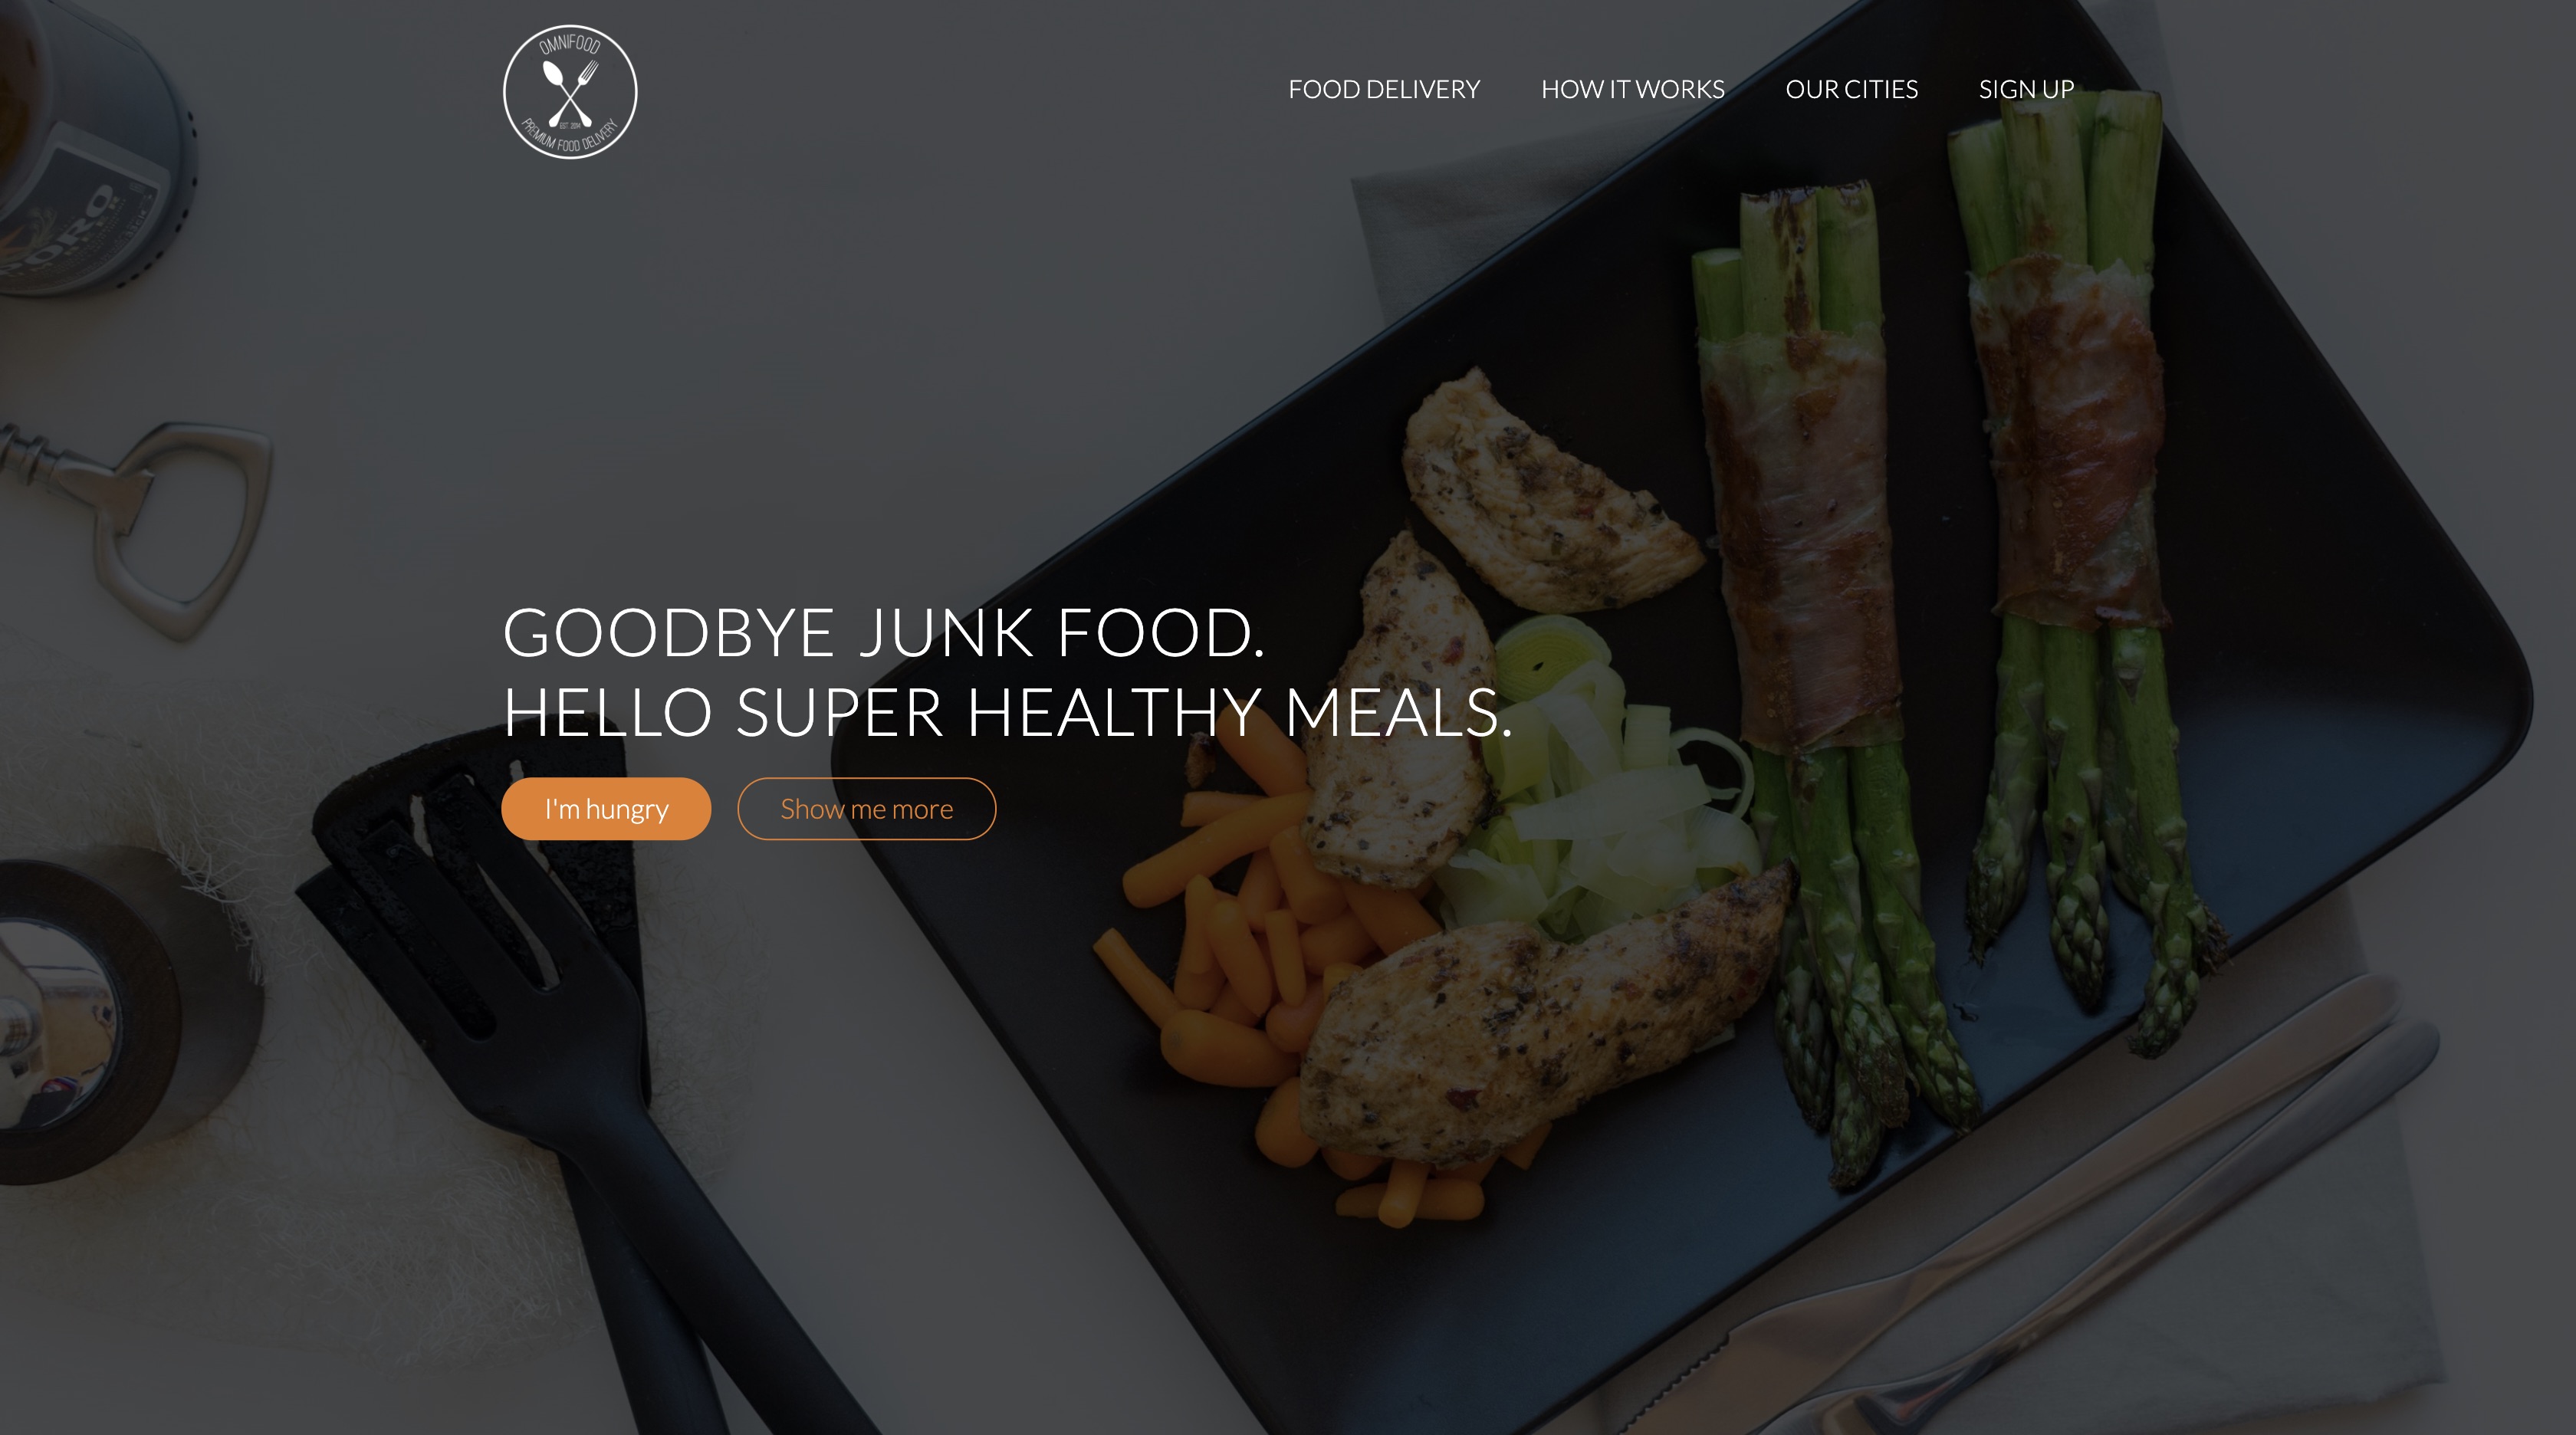 OMNIFOOD
EST. 2014
PREMIUM FOOD DELIVERY
FOOD DELIVERY
HOW IT WORKS
OUR CITIES
SIGN UP
GOODBYE JUNK FOOD.
HELLO SUPER HEALTHY MEALS.
I'm hungry
Show me more